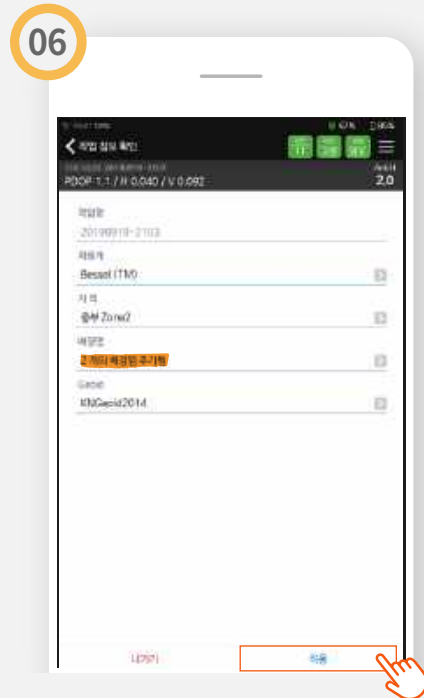 06
작업 정보 확인
PDOP 1.1 / H 0.040 / V 0.092
2.0
작업명
20190919-2103
좌표계
Bessel (TM)
지 역
중부 Zone2
배경맵
2 개의 배경맵 추가됨
Geoid
KNGeoid2014
나가기
적용